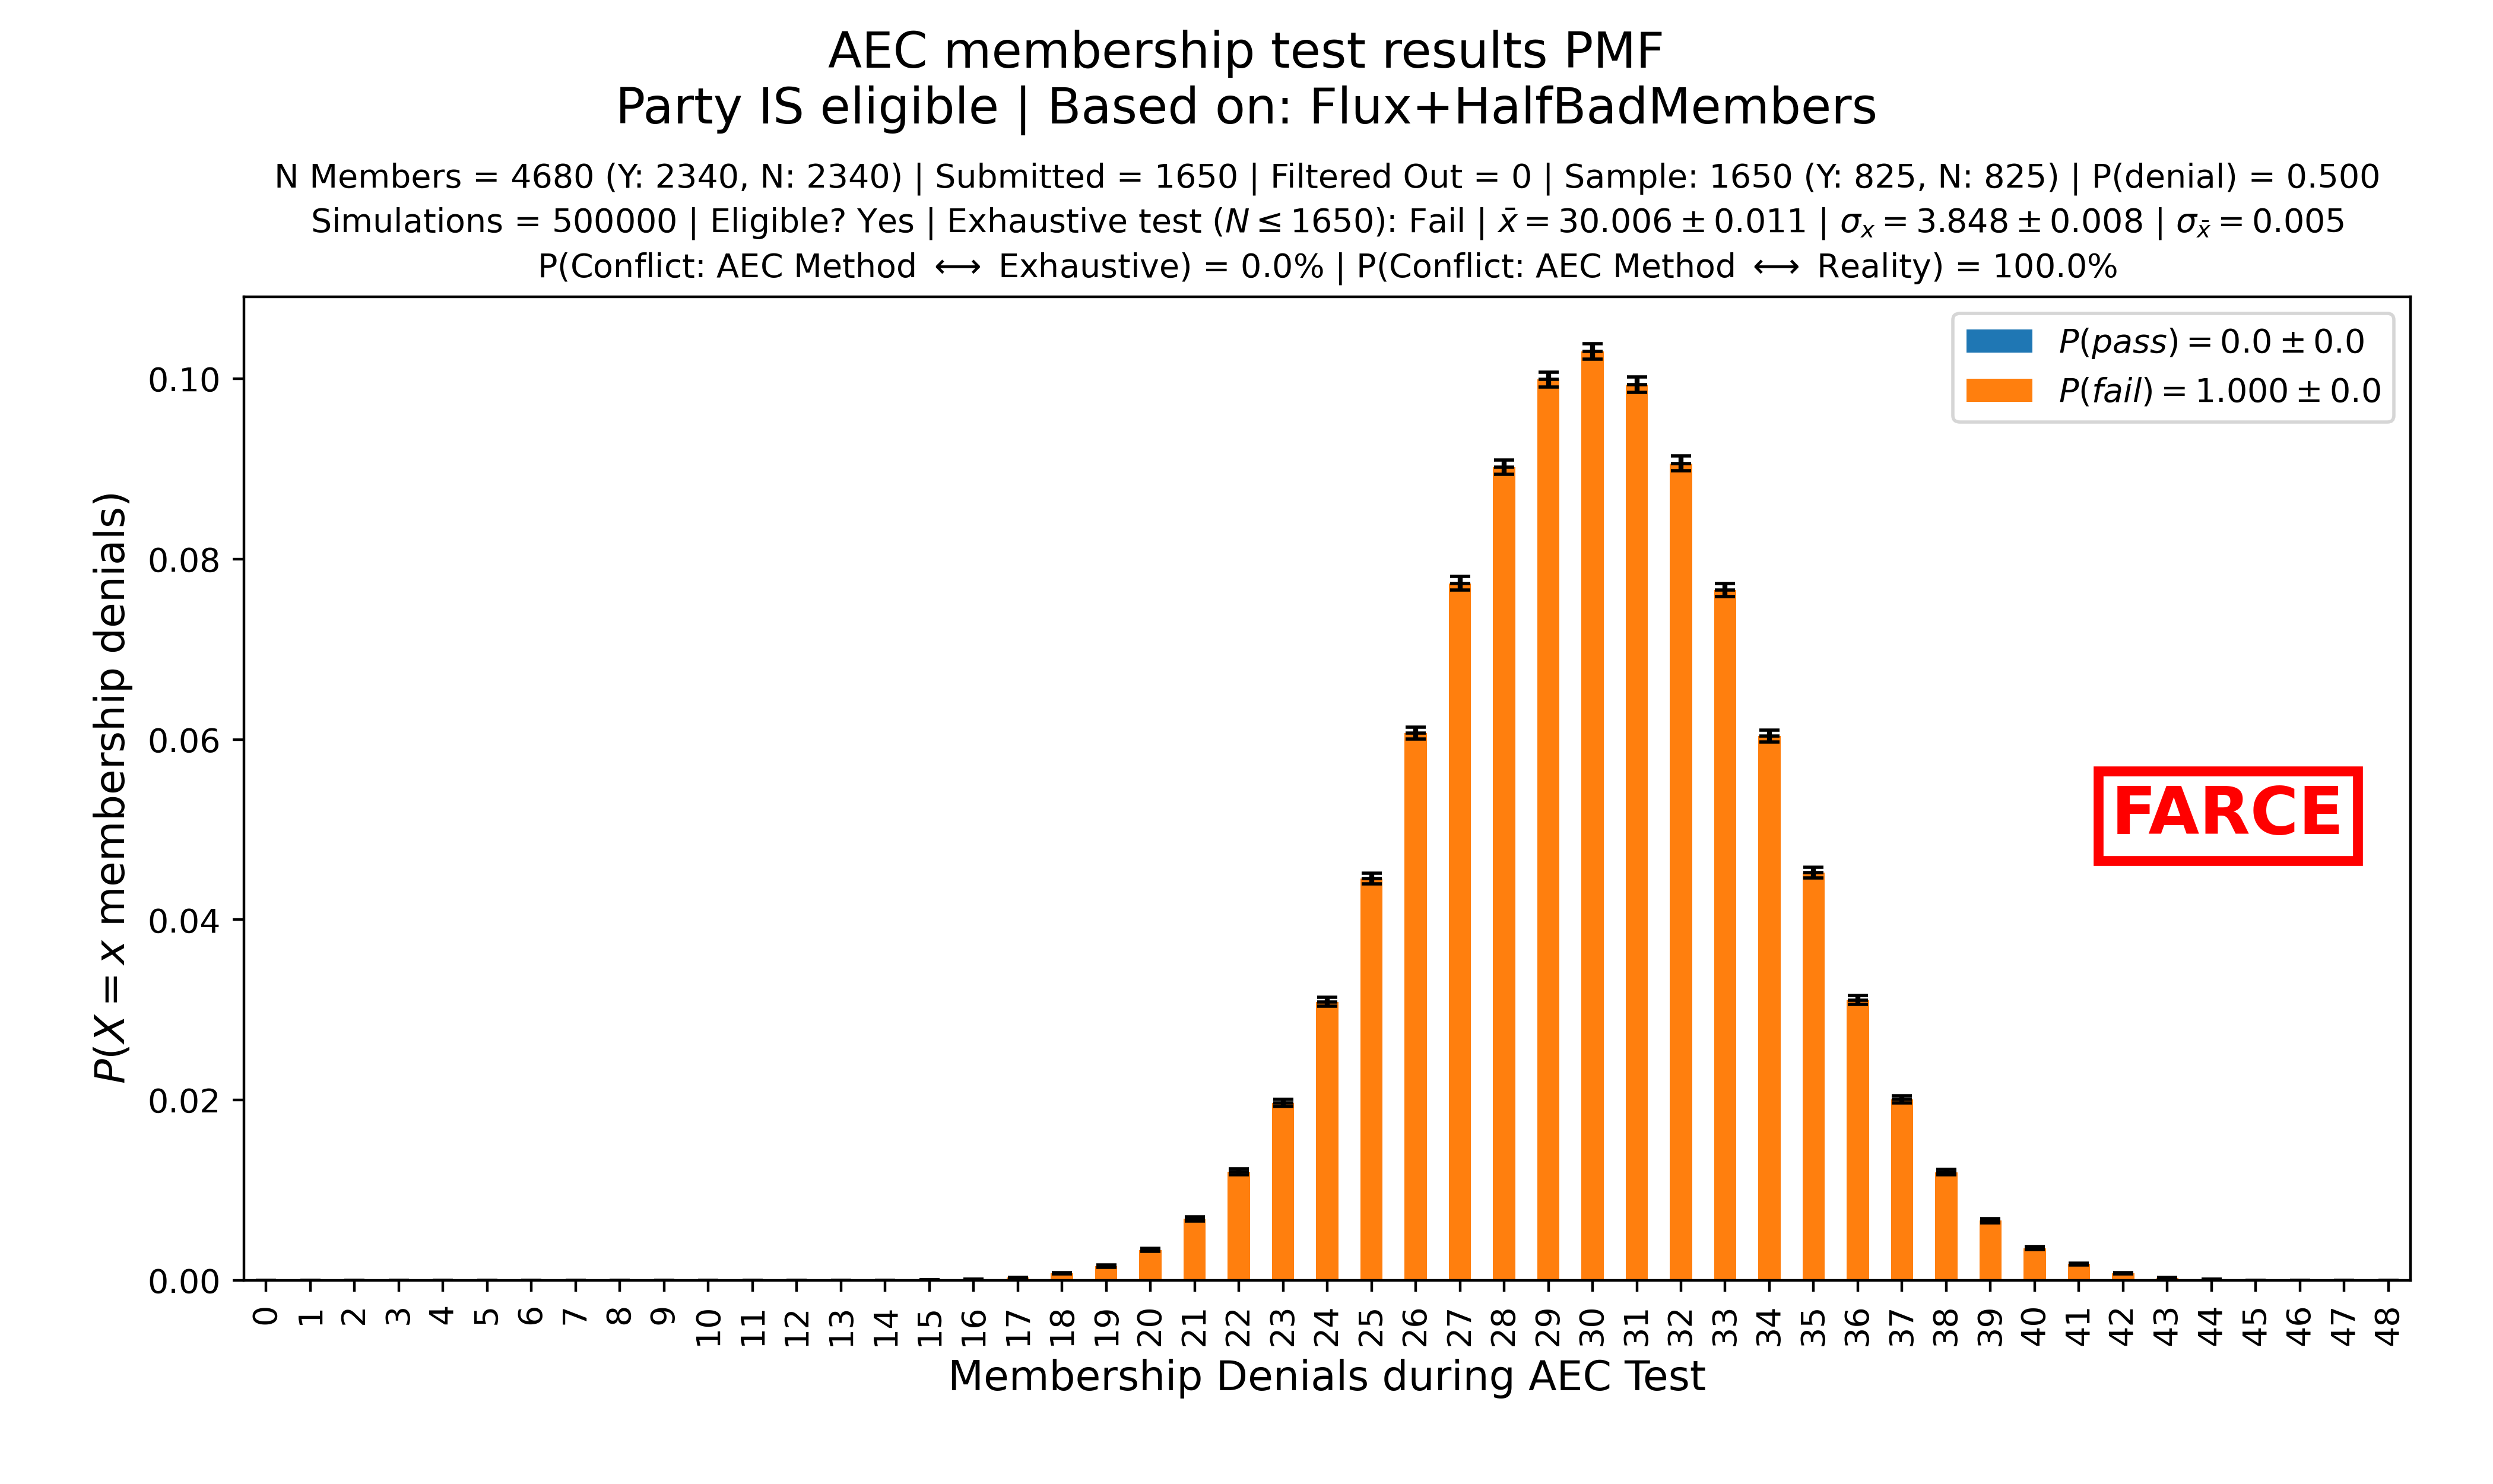 AEC membership test results PMF
Party IS eligible | Based on: Flux+HalfBadMembers
N Members = 4680 (Y: 2340, N: 2340) | Submitted = 1650 | Filtered Out = 0 | Sample: 1650 (Y: 825, N: 825) | P(denial) = 0.500
Simulations = 500000 | Eligible? Yes | Exhaustive test (N ≤ 1650): Fail | x̄ = 30.006 ± 0.011 | σₓ = 3.848 ± 0.008 | σ_x̄ = 0.005
P(Conflict: AEC Method ⟷ Exhaustive) = 0.0% | P(Conflict: AEC Method ⟷ Reality) = 100.0%
P(pass) = 0.0 ± 0.0
P(fail) = 1.000 ± 0.0
P(X = x membership denials)
0.10
0.08
0.06
0.04
0.02
0.00
FARCE
0 1 2 3 4 5 6 7 8 9 10 11 12 13 14 15 16 17 18 19 20 21 22 23 24 25 26 27 28 29 30 31 32 33 34 35 36 37 38 39 40 41 42 43 44 45 46 47 48
Membership Denials during AEC Test